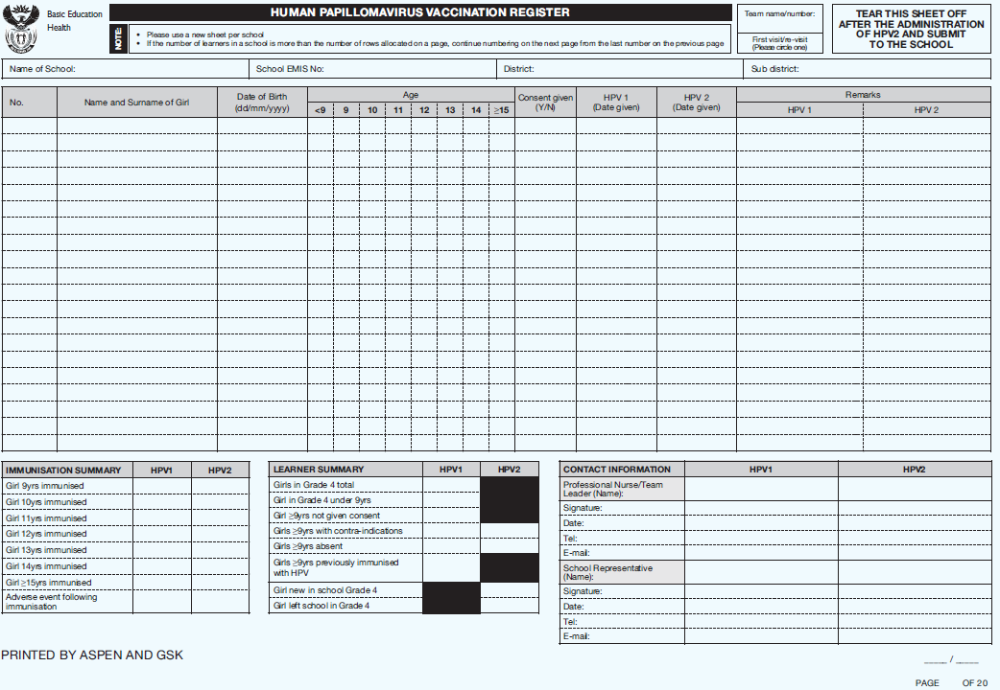 Basic Education
Health
HUMAN PAPILLOMAVIRUS VACCINATION REGISTER
NOTE:
• Please use a new sheet per school
• If the number of learners in a school is more than the number of rows allocated on a page, continue numbering on the next page from the last number on the previous page
Team name/number:
First visit/re-visit
(Please circle one)
TEAR THIS SHEET OFF
AFTER THE ADMINISTRATION
OF HPV2 AND SUBMIT
TO THE SCHOOL
Name of School: School EMIS No: District: Sub district:
No. Name and Surname of Girl Date of Birth (dd/mm/yyyy) Age Consent given (Y/N) HPV 1 (Date given) HPV 2 (Date given) Remarks
<9 9 10 11 12 13 14 ≥15 HPV 1 HPV 2
IMMUNISATION SUMMARY HPV1 HPV2
Girl 9yrs immunised
Girl 10yrs immunised
Girl 11yrs immunised
Girl 12yrs immunised
Girl 13yrs immunised
Girl 14yrs immunised
Girl ≥15yrs immunised
Adverse event following
immunisation
LEARNER SUMMARY HPV1 HPV2
Girls in Grade 4 total
Girl in Grade 4 under 9yrs
Girl ≥9yrs not given consent
Girls ≥9yrs with contra-indications
Girls ≥9yrs absent
Girls ≥9yrs previously immunised
with HPV
Girl new in school Grade 4
Girl left school in Grade 4
CONTACT INFORMATION HPV1 HPV2
Professional Nurse/Team
Leader (Name):
Signature:
Date:
Tel:
E-mail:
School Representative
(Name):
Signature:
Date:
Tel:
E-mail:
PRINTED BY ASPEN AND GSK
____ / ____
PAGE OF 20